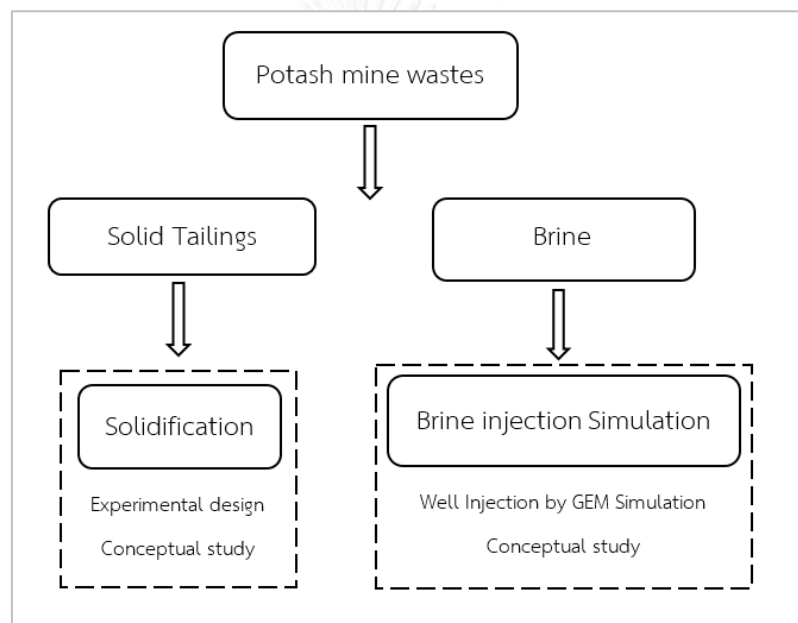 Potash mine wastes
Solid Tailings
Brine
Solidification
Experimental design
Conceptual study
Brine injection Simulation
Well Injection by GEM Simulation
Conceptual study